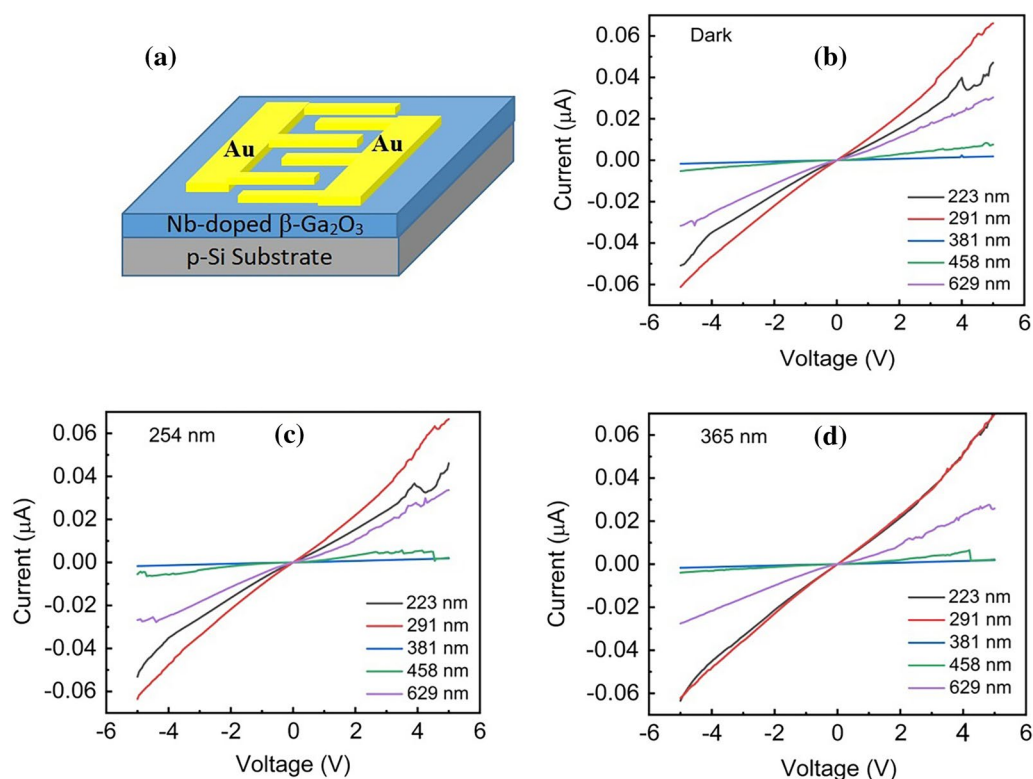 (a)
Au
Au
Nb-doped β-Ga₂O₃
p-Si Substrate
Dark
(b)
Current (μA)
0.06
0.04
0.02
0.00
-0.02
-0.04
-0.06
223 nm
291 nm
381 nm
458 nm
629 nm
-6 -4 -2 0 2 4 6
Voltage (V)
254 nm
(c)
Current (μA)
0.06
0.04
0.02
0.00
-0.02
-0.04
-0.06
223 nm
291 nm
381 nm
458 nm
629 nm
-6 -4 -2 0 2 4 6
Voltage (V)
365 nm
(d)
Current (μA)
0.06
0.04
0.02
0.00
-0.02
-0.04
-0.06
223 nm
291 nm
381 nm
458 nm
629 nm
-6 -4 -2 0 2 4 6
Voltage (V)